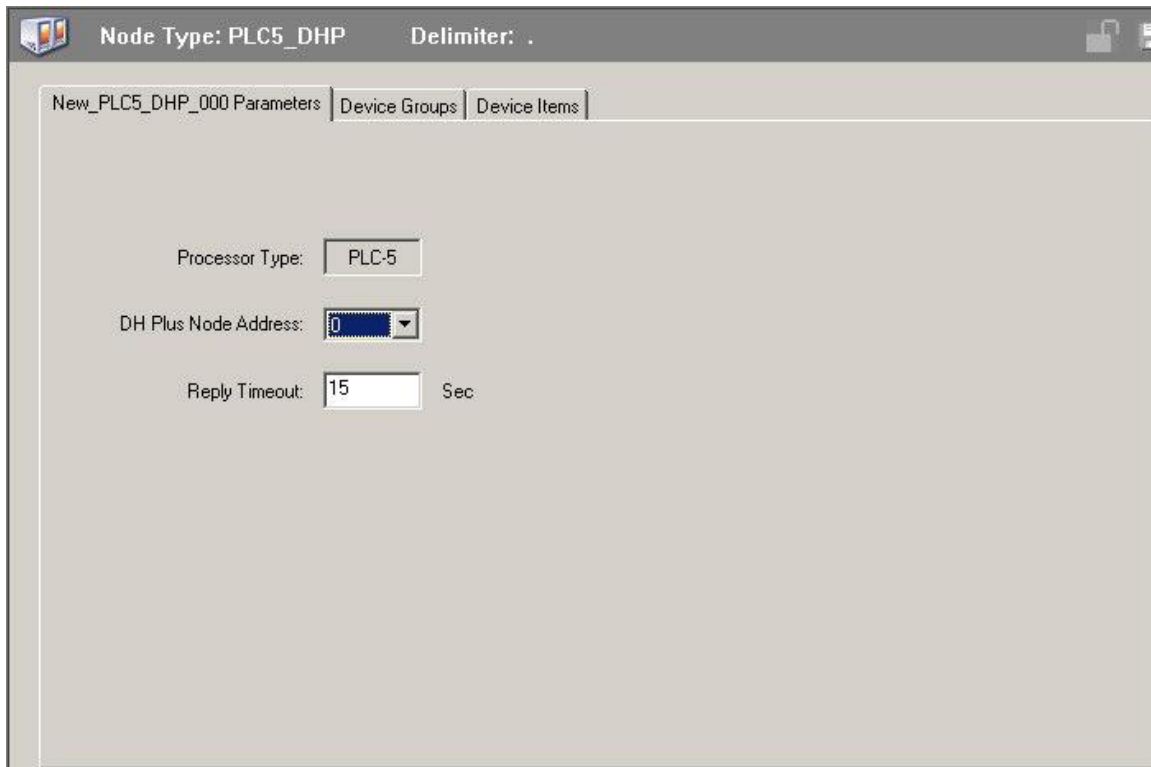 Node Type: PLC5_DHP Delimiter: .
New_PLC5_DHP_000 Parameters Device Groups Device Items
Processor Type: PLC-5
DH Plus Node Address: 0
Reply Timeout: 15 Sec